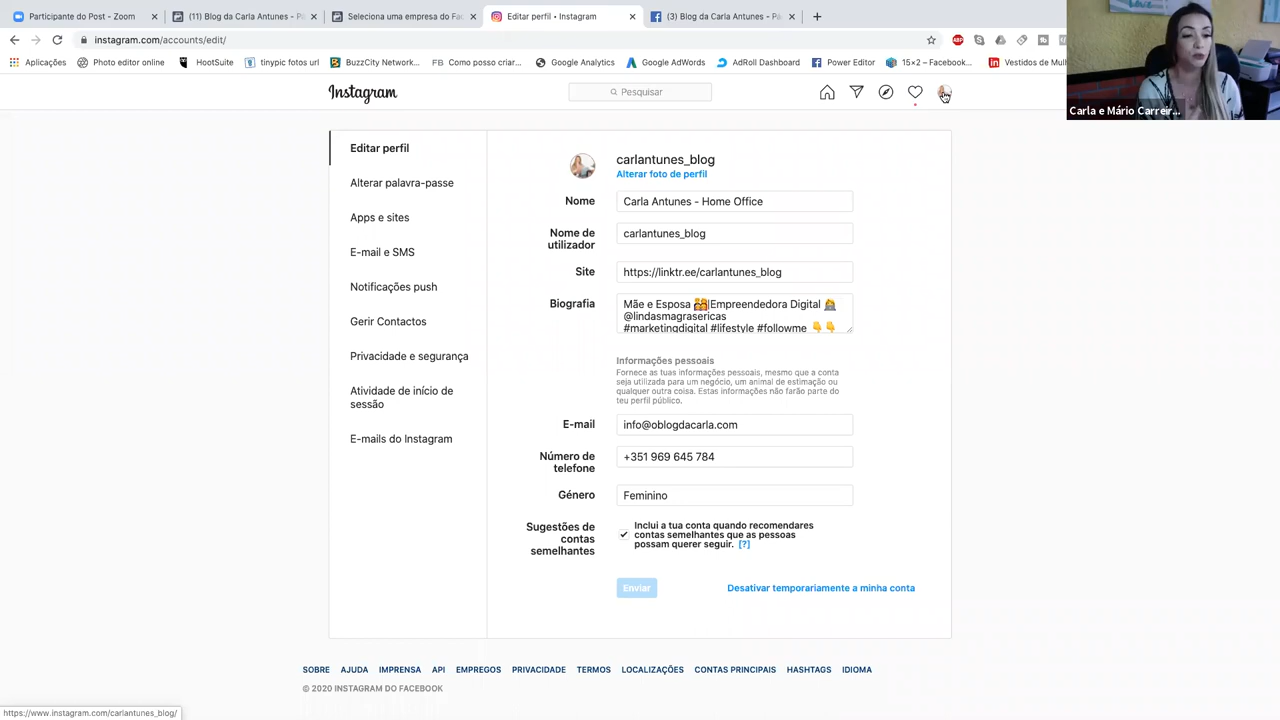 Participante do Post - Zoom
(11) Blog da Carla Antunes - Pá
Seleciona uma empresa do Fac
Editar perfil • Instagram
(3) Blog da Carla Antunes - Pá
instagram.com/accounts/edit/
ABP
Aplicações
Photo editor online
HootSuite
tinypic fotos url
BuzzCity Network...
FB Como posso criar...
Google Analytics
Google AdWords
AdRoll Dashboard
Power Editor
15×2 – Facebook...
Vestidos de Mulh
Carla e Mário Carreir...
Instagram
Pesquisar
Editar perfil
Alterar palavra-passe
Apps e sites
E-mail e SMS
Notificações push
Gerir Contactos
Privacidade e segurança
Atividade de início de
sessão
E-mails do Instagram
carlantunes_blog
Alterar foto de perfil
Nome
Carla Antunes - Home Office
Nome de
utilizador
carlantunes_blog
Site
https://linktr.ee/carlantunes_blog
Biografia
Mãe e Esposa 👭|Empreendedora Digital 👩‍💻
@lindasmagrasericas
#marketingdigital #lifestyle #followme 👇👇
Informações pessoais
Fornece as tuas informações pessoais, mesmo que a conta
seja utilizada para um negócio, um animal de estimação ou
qualquer outra coisa. Estas informações não farão parte do
teu perfil público.
E-mail
info@oblogdacarla.com
Número de
telefone
+351 969 645 784
Género
Feminino
Sugestões de
contas
semelhantes
Inclui a tua conta quando recomendares
contas semelhantes que as pessoas
possam querer seguir. [?]
Enviar
Desativar temporariamente a minha conta
SOBRE AJUDA IMPRENSA API EMPREGOS PRIVACIDADE TERMOS LOCALIZAÇÕES CONTAS PRINCIPAIS HASHTAGS IDIOMA
© 2020 INSTAGRAM DO FACEBOOK
https://www.instagram.com/carlantunes_blog/